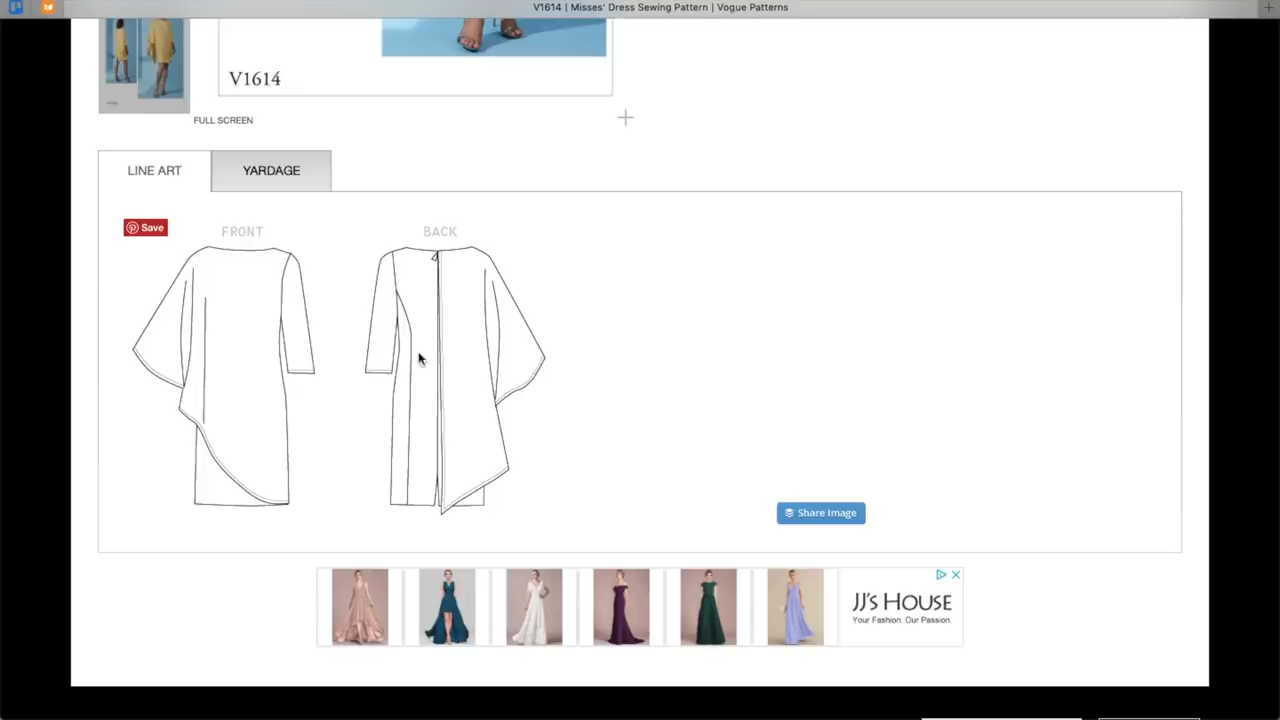 V1614 | Misses' Dress Sewing Pattern | Vogue Patterns
V1614
FULL SCREEN
LINE ART
YARDAGE
Save
FRONT
BACK
Share Image
JJ's HOUSE
Your Fashion. Our Passion.